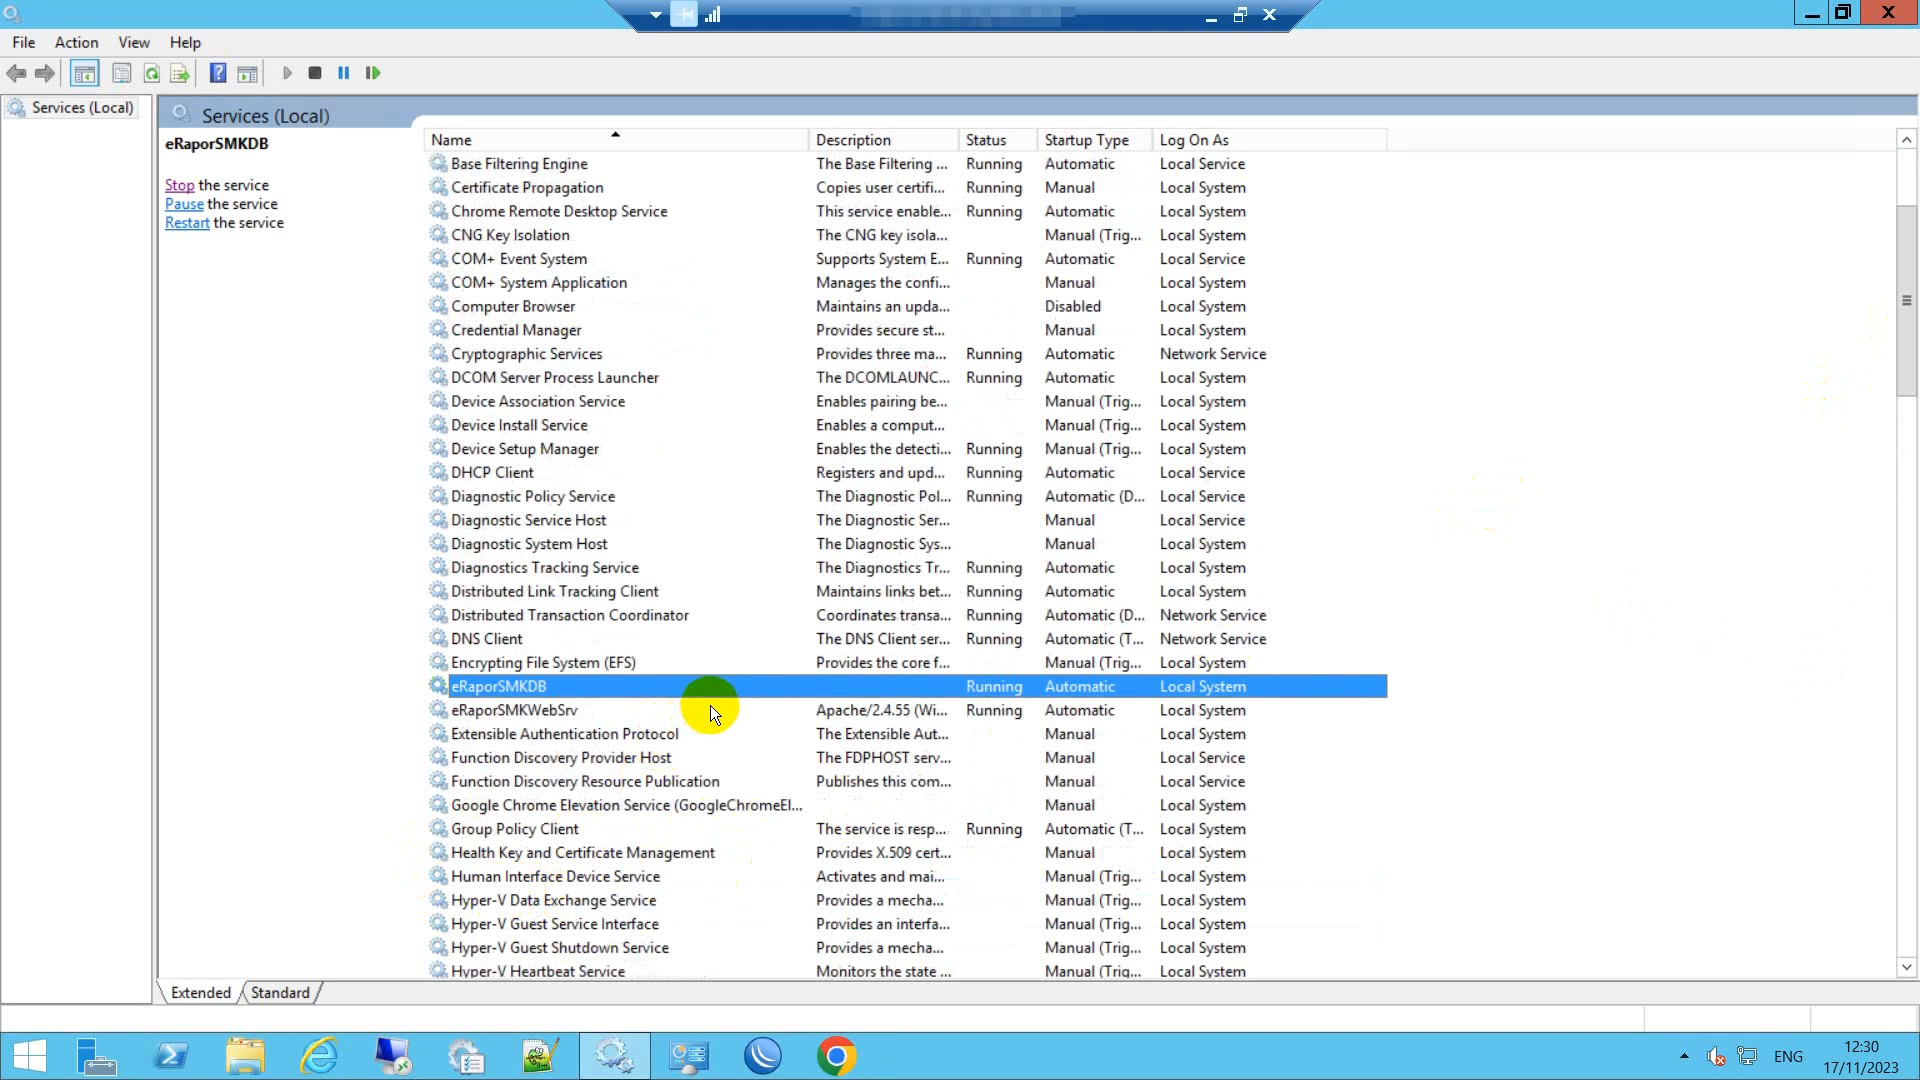 File Action View Help
Services (Local)
Services (Local)
eRaporSMKDB
Stop the service
Pause the service
Restart the service
Name Description Status Startup Type Log On As
Base Filtering Engine The Base Filtering ... Running Automatic Local Service
Certificate Propagation Copies user certifi... Running Manual Local System
Chrome Remote Desktop Service This service enable... Running Automatic Local System
CNG Key Isolation The CNG key isola... Manual (Trig... Local System
COM+ Event System Supports System E... Running Automatic Local Service
COM+ System Application Manages the confi... Manual Local System
Computer Browser Maintains an upda... Disabled Local System
Credential Manager Provides secure st... Manual Local System
Cryptographic Services Provides three ma... Running Automatic Network Service
DCOM Server Process Launcher The DCOMLAUNC... Running Automatic Local System
Device Association Service Enables pairing be... Manual (Trig... Local System
Device Install Service Enables a comput... Manual (Trig... Local System
Device Setup Manager Enables the detecti... Running Manual (Trig... Local System
DHCP Client Registers and upd... Running Automatic Local Service
Diagnostic Policy Service The Diagnostic Pol... Running Automatic (D... Local Service
Diagnostic Service Host The Diagnostic Ser... Manual Local Service
Diagnostic System Host The Diagnostic Sys... Manual Local System
Diagnostics Tracking Service The Diagnostics Tr... Running Automatic Local System
Distributed Link Tracking Client Maintains links bet... Running Automatic Local System
Distributed Transaction Coordinator Coordinates transa... Running Automatic (D... Network Service
DNS Client The DNS Client ser... Running Automatic (T... Network Service
Encrypting File System (EFS) Provides the core f... Manual (Trig... Local System
eRaporSMKDB Running Automatic Local System
eRaporSMKWebSrv Apache/2.4.55 (Wi... Running Automatic Local System
Extensible Authentication Protocol The Extensible Aut... Manual Local System
Function Discovery Provider Host The FDPHOST serv... Manual Local Service
Function Discovery Resource Publication Publishes this com... Manual Local Service
Google Chrome Elevation Service (GoogleChromeEl... Manual Local System
Group Policy Client The service is resp... Running Automatic (T... Local System
Health Key and Certificate Management Provides X.509 cert... Manual Local System
Human Interface Device Service Activates and mai... Manual (Trig... Local System
Hyper-V Data Exchange Service Provides a mecha... Manual (Trig... Local System
Hyper-V Guest Service Interface Provides an interfa... Manual (Trig... Local System
Hyper-V Guest Shutdown Service Provides a mecha... Manual (Trig... Local System
Hyper-V Heartbeat Service Monitors the state ... Manual (Trig... Local System
Extended Standard
ENG
12:30
17/11/2023